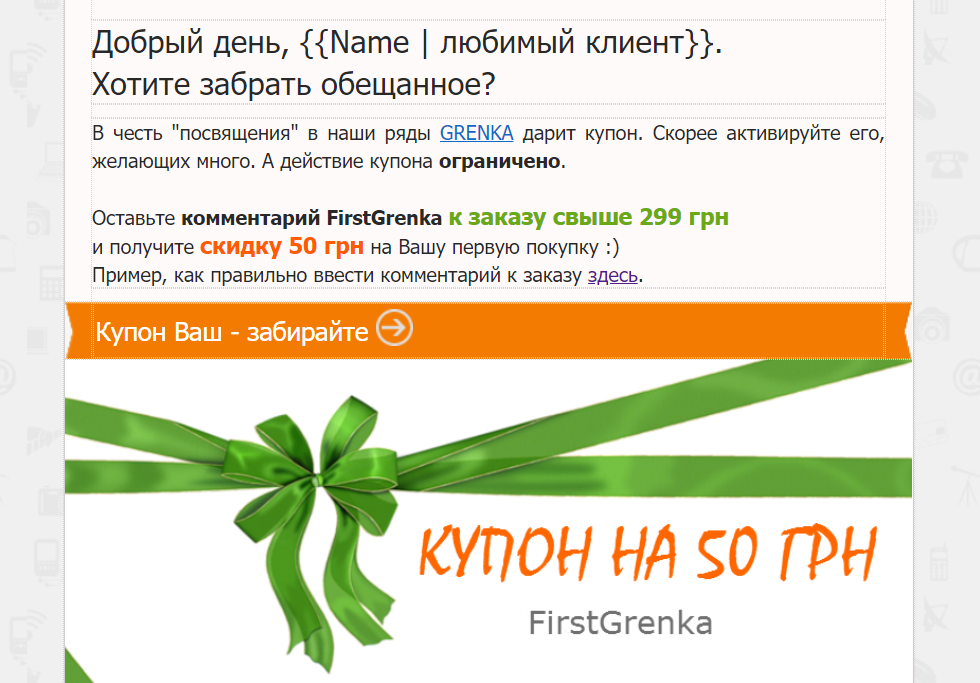 Добрый день, {{Name | любимый клиент}}.
Хотите забрать обещанное?
В честь "посвящения" в наши ряды GRENKA дарит купон. Скорее активируйте его,
желающих много. А действие купона ограничено.
Оставьте комментарий FirstGrenka к заказу свыше 299 грн
и получите скидку 50 грн на Вашу первую покупку :)
Пример, как правильно ввести комментарий к заказу здесь.
Купон Ваш - забирайте
КУПОН НА 50 ГРН
FirstGrenka